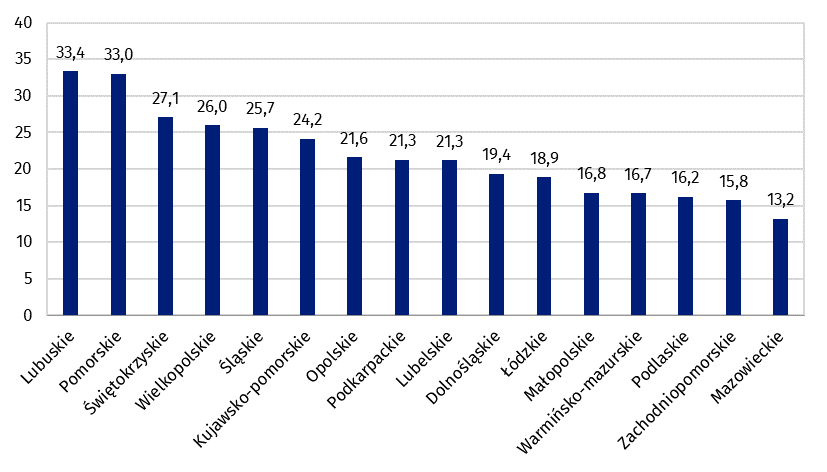 40
35
30
25
20
15
10
5
0
33,4
33,0
27,1
26,0
25,7
24,2
21,6
21,3
21,3
19,4
18,9
16,8
16,7
16,2
15,8
13,2
Lubuskie
Pomorskie
Świętokrzyskie
Wielkopolskie
Śląskie
Kujawsko-pomorskie
Opolskie
Podkarpackie
Lubelskie
Dolnośląskie
Łódzkie
Małopolskie
Warmińsko-mazurskie
Podlaskie
Zachodniopomorskie
Mazowieckie